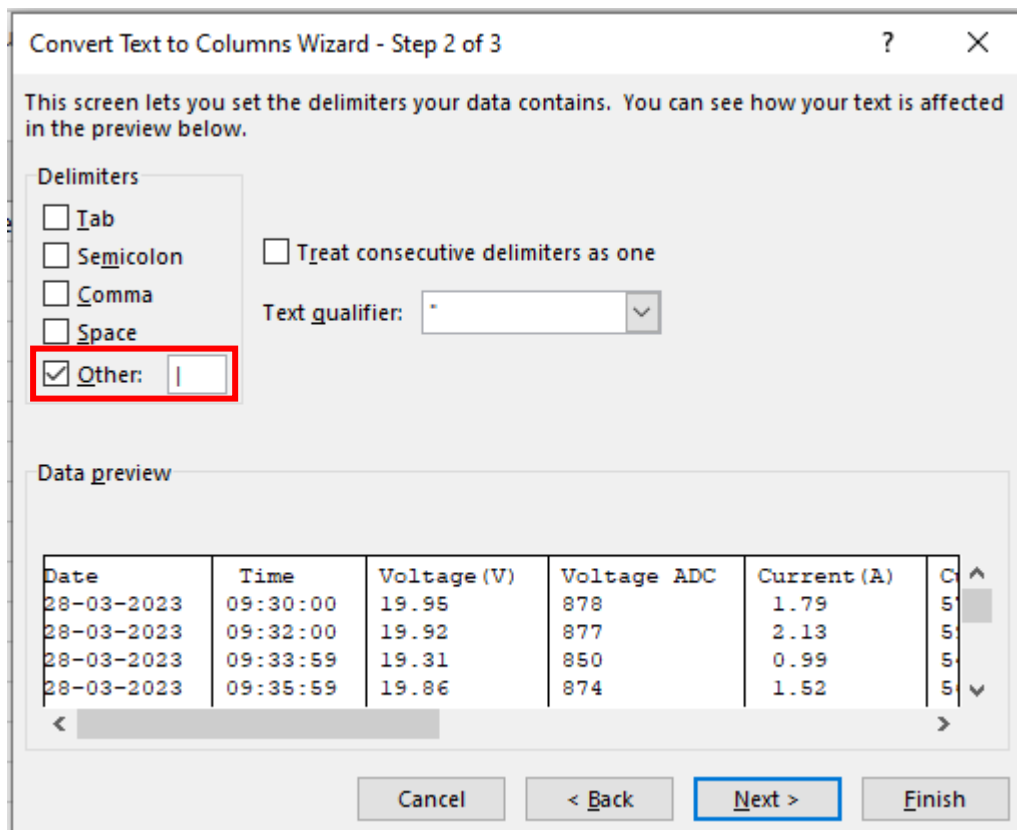 Convert Text to Columns Wizard - Step 2 of 3 ?
This screen lets you set the delimiters your data contains. You can see how your text is affected
in the preview below.
Delimiters
Tab
Semicolon
Comma
Space
Other: |
Treat consecutive delimiters as one
Text qualifier: "
Data preview
Date Time Voltage(V) Voltage ADC Current(A)
28-03-2023 09:30:00 19.95 878 1.79
28-03-2023 09:32:00 19.92 877 2.13
28-03-2023 09:33:59 19.31 850 0.99
28-03-2023 09:35:59 19.86 874 1.52
Cancel < Back Next > Finish